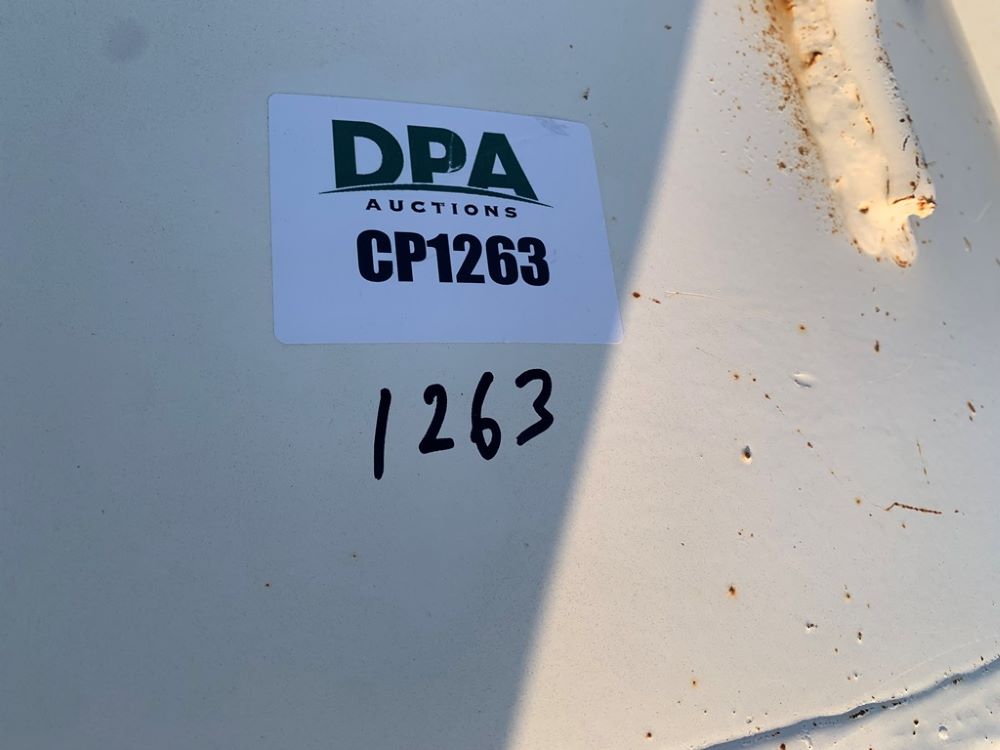 DPA
AUCTIONS
CP1263
1263